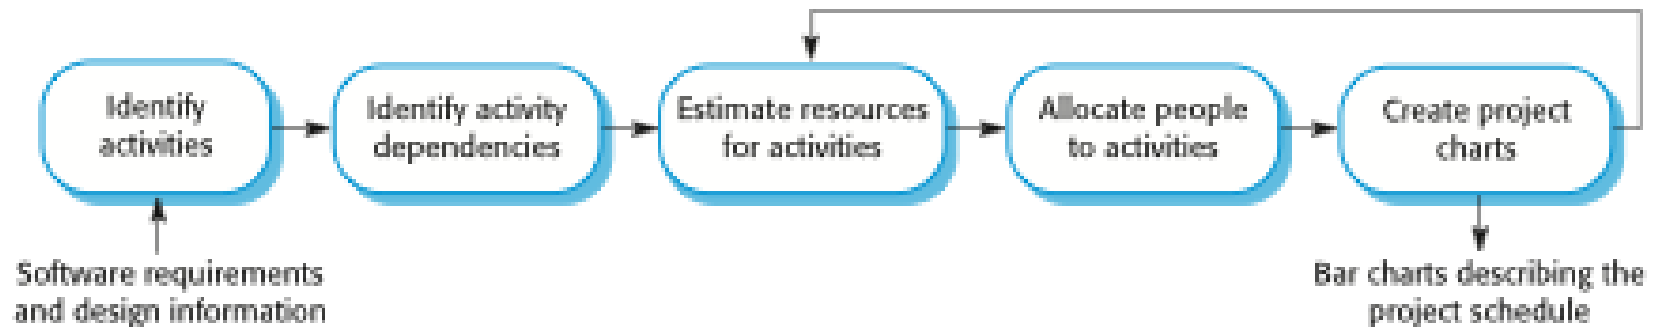 Identify
activities
Identify activity
dependencies
Estimate resources
for activities
Allocate people
to activities
Create project
charts
Software requirements
and design information
Bar charts describing the
project schedule